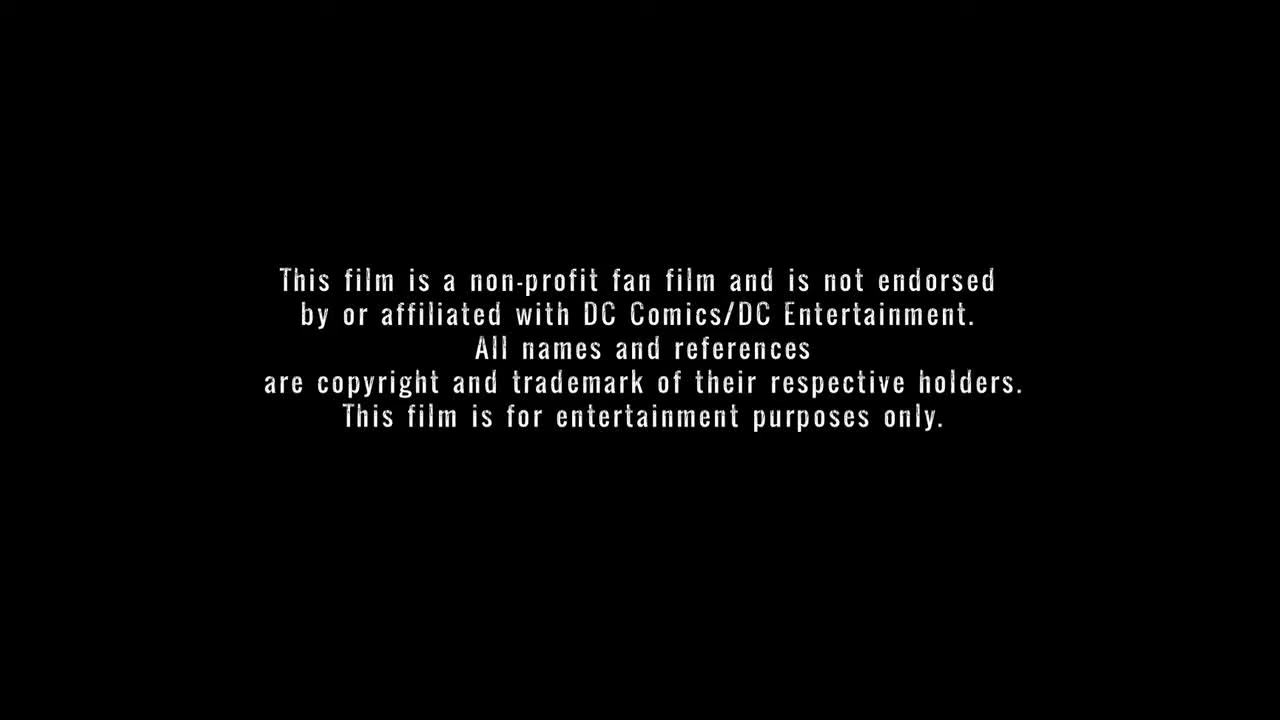 This film is a non-profit fan film and is not endorsed
by or affiliated with DC Comics/DC Entertainment.
All names and references
are copyright and trademark of their respective holders.
This film is for entertainment purposes only.